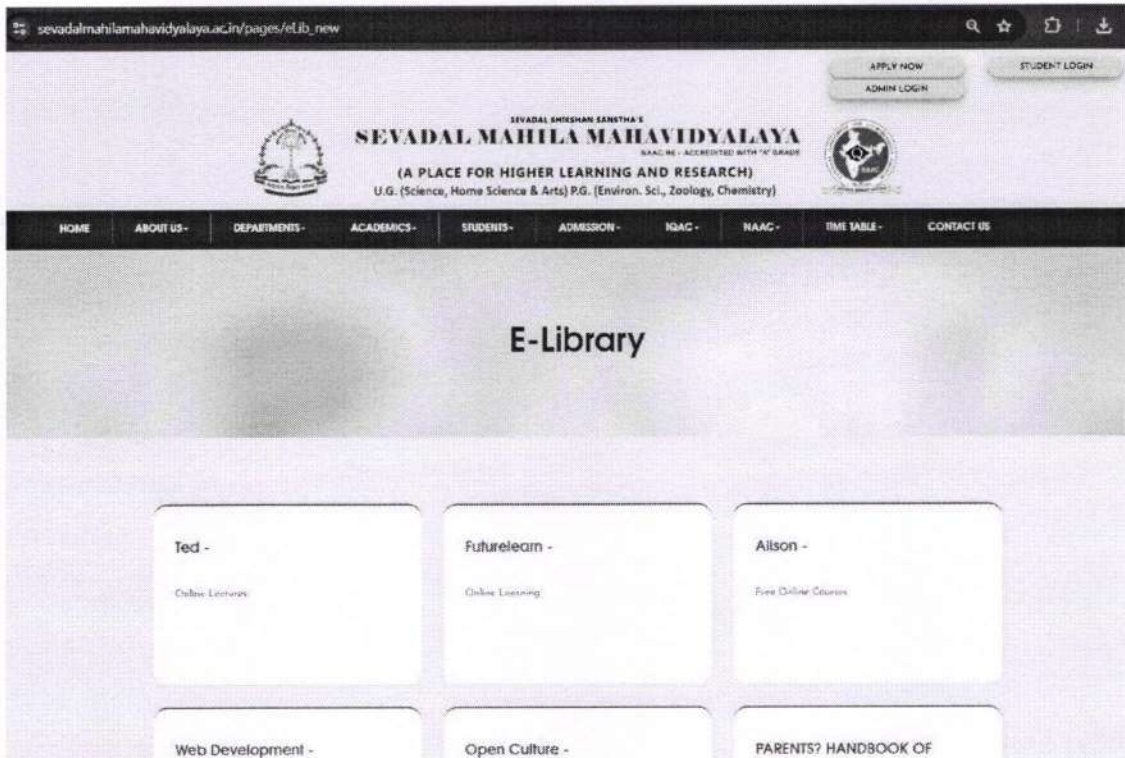 sevadalmahilamahavidyalaya.ac.in/pages/eLib_new
APPLY NOW
STUDENT LOGIN
ADMIN LOGIN
SEVADAL SHIKSHAN SANSTHA'S
SEVADAL MAHILA MAHAVIDYALAYA
NAAC RE - ACCREDITED WITH "A" GRADE
(A PLACE FOR HIGHER LEARNING AND RESEARCH)
U.G. (Science, Home Science & Arts) P.G. (Environ. Sci., Zoology, Chemistry)
HOME ABOUT US- DEPARTMENTS- ACADEMICS- STUDENTS- ADMISSION- IQAC- NAAC- TIME TABLE- CONTACT US
E-Library
Ted -
Online Lectures
Futurelearn -
Online Learning
Alison -
Free Online Courses
Web Development -
Open Culture -
PARENTS? HANDBOOK OF